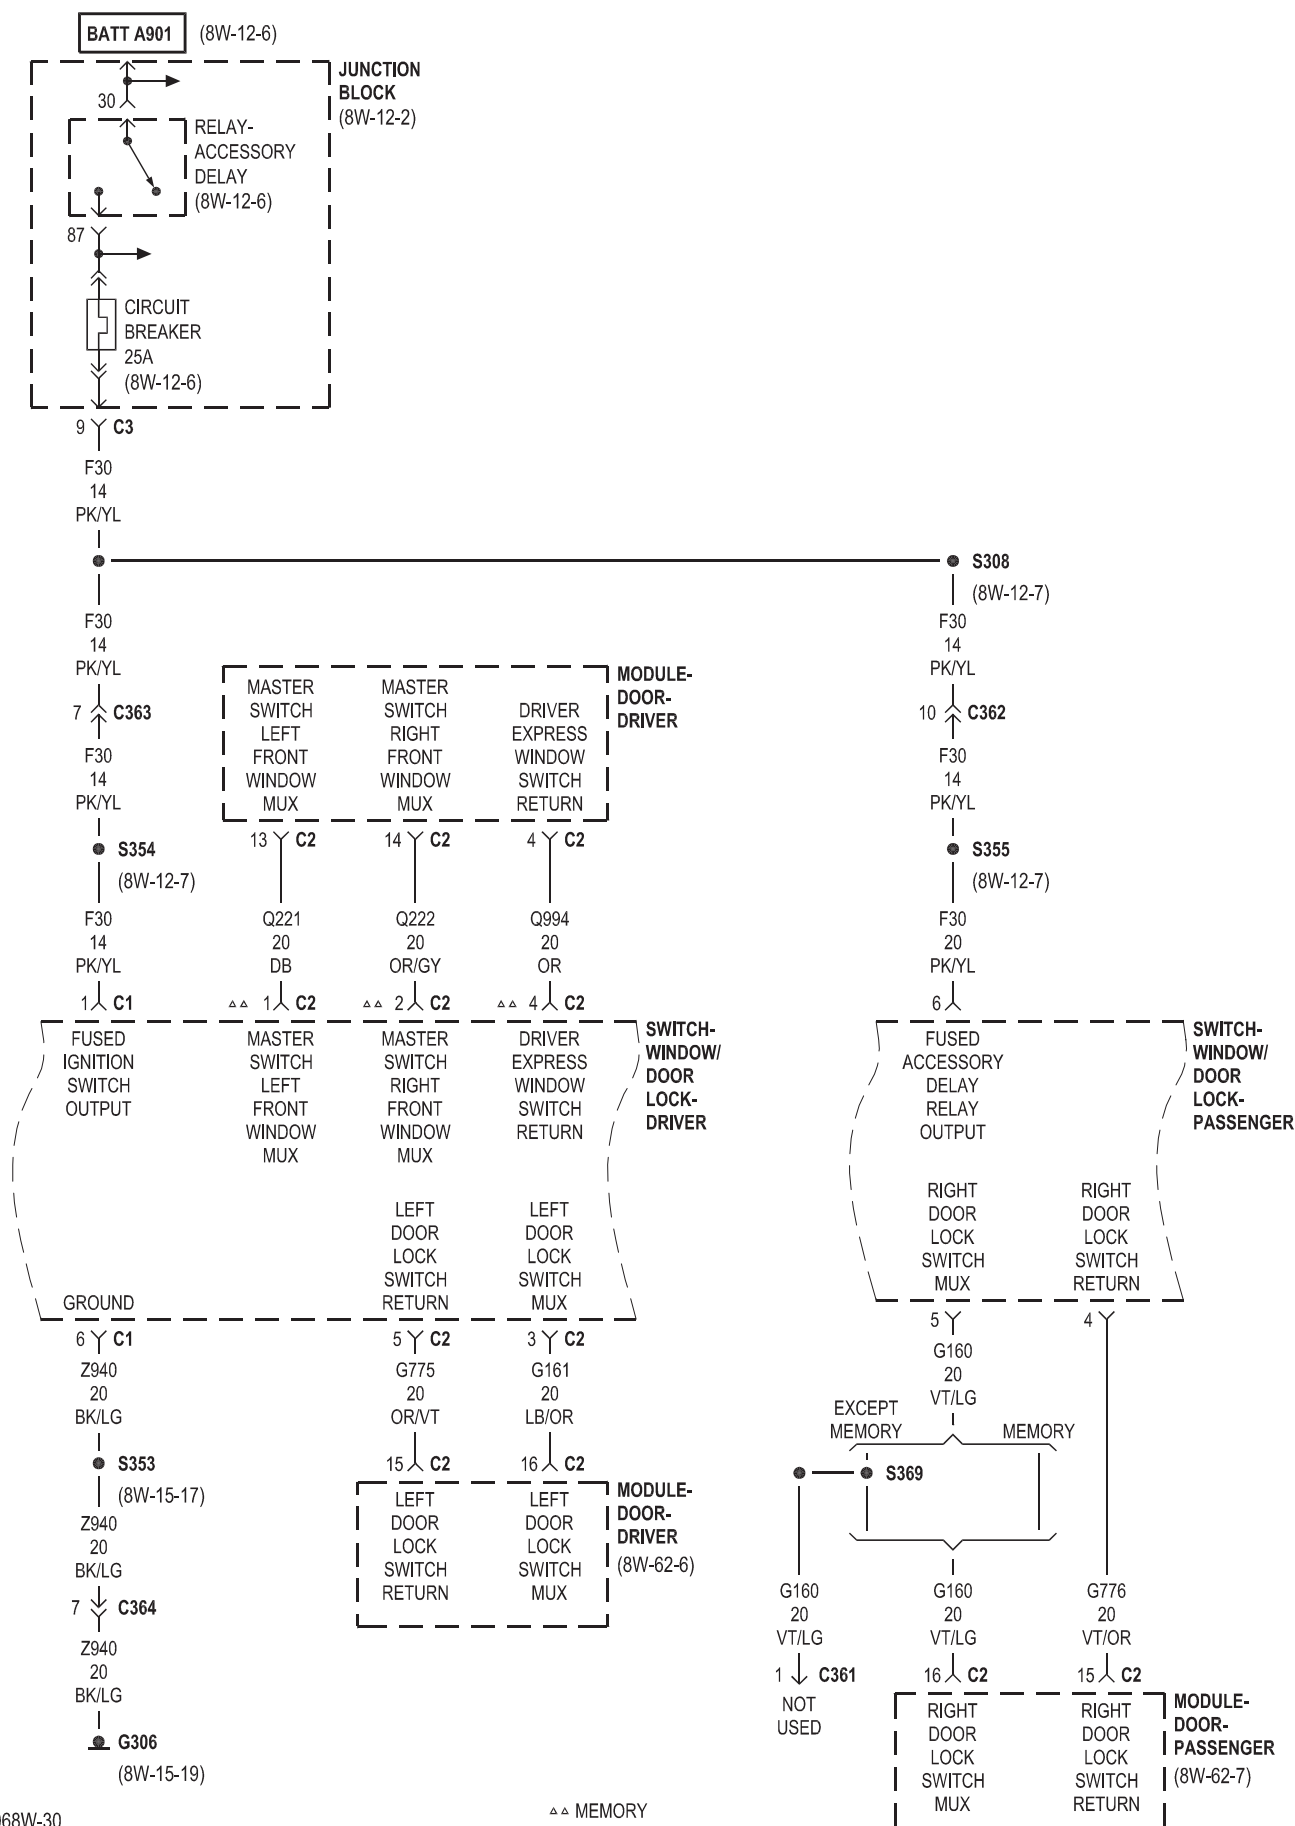 BATT A901 (8W-12-6)
JUNCTION
BLOCK
(8W-12-2)
30
RELAY-
ACCESSORY
DELAY
(8W-12-6)
87
CIRCUIT
BREAKER
25A
(8W-12-6)
9 C3
F30
14
PK/YL
S308
(8W-12-7)
F30
14
PK/YL
7 C363
F30
14
PK/YL
S354
(8W-12-7)
F30
14
PK/YL
1 C1
MASTER
SWITCH
LEFT
FRONT
WINDOW
MUX
MASTER
SWITCH
RIGHT
FRONT
WINDOW
MUX
DRIVER
EXPRESS
WINDOW
SWITCH
RETURN
MODULE-
DOOR-
DRIVER
13 C2
14 C2
4 C2
Q221
20
DB
Q222
20
OR/GY
Q994
20
OR
△△ 1 C2
△△ 2 C2
△△ 4 C2
F30
14
PK/YL
10 C362
F30
14
PK/YL
S355
(8W-12-7)
F30
20
PK/YL
6
FUSED
IGNITION
SWITCH
OUTPUT
MASTER
SWITCH
LEFT
FRONT
WINDOW
MUX
MASTER
SWITCH
RIGHT
FRONT
WINDOW
MUX
DRIVER
EXPRESS
WINDOW
SWITCH
RETURN
SWITCH-
WINDOW/
DOOR
LOCK-
DRIVER
GROUND
LEFT
DOOR
LOCK
SWITCH
RETURN
LEFT
DOOR
LOCK
SWITCH
MUX
FUSED
ACCESSORY
DELAY
RELAY
OUTPUT
SWITCH-
WINDOW/
DOOR
LOCK-
PASSENGER
RIGHT
DOOR
LOCK
SWITCH
MUX
RIGHT
DOOR
LOCK
SWITCH
RETURN
6 C1
Z940
20
BK/LG
S353
(8W-15-17)
Z940
20
BK/LG
7 C364
Z940
20
BK/LG
G306
(8W-15-19)
5 C2
G775
20
OR/VT
15 C2
3 C2
G161
20
LB/OR
16 C2
LEFT
DOOR
LOCK
SWITCH
RETURN
LEFT
DOOR
LOCK
SWITCH
MUX
MODULE-
DOOR-
DRIVER
(8W-62-6)
5
G160
20
VT/LG
4
EXCEPT
MEMORY
MEMORY
S369
G160
20
VT/LG
1 C361
NOT
USED
G160
20
VT/LG
16 C2
G776
20
VT/OR
15 C2
RIGHT
DOOR
LOCK
SWITCH
MUX
RIGHT
DOOR
LOCK
SWITCH
RETURN
MODULE-
DOOR-
PASSENGER
(8W-62-7)
△△ MEMORY
068W-30